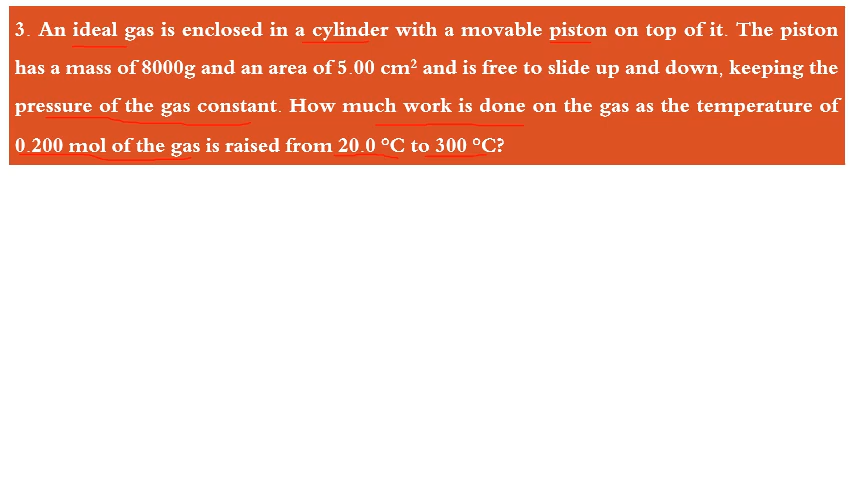 3. An ideal gas is enclosed in a cylinder with a movable piston on top of it. The piston
has a mass of 8000g and an area of 5.00 cm² and is free to slide up and down, keeping the
pressure of the gas constant. How much work is done on the gas as the temperature of
0.200 mol of the gas is raised from 20.0 °C to 300 °C?